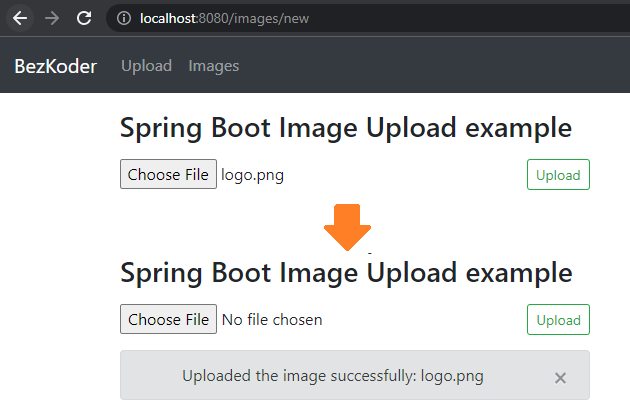 localhost:8080/images/new
BezKoder Upload Images
Spring Boot Image Upload example
Choose File logo.png Upload
Spring Boot Image Upload example
Choose File No file chosen Upload
Uploaded the image successfully: logo.png ×